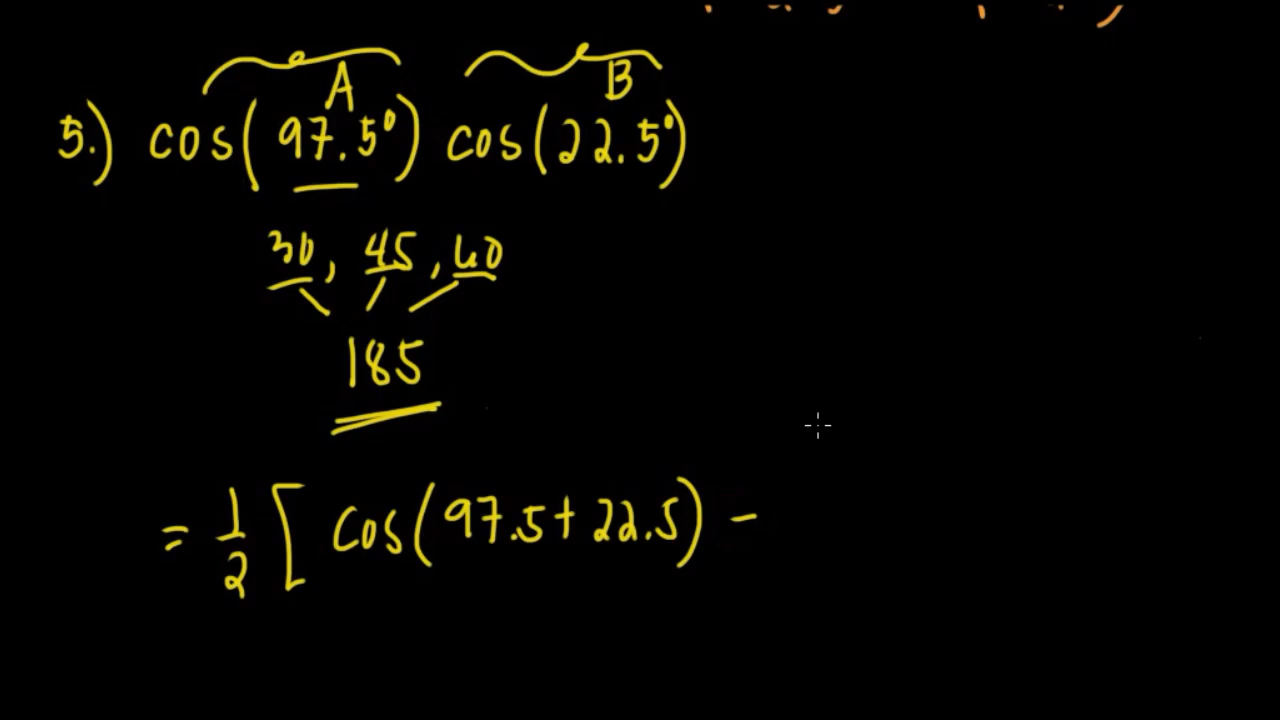 A B
5.) cos(97.5°) cos(22.5°)
30, 45, 60
185
= 1/2 [ cos(97.5+22.5) -